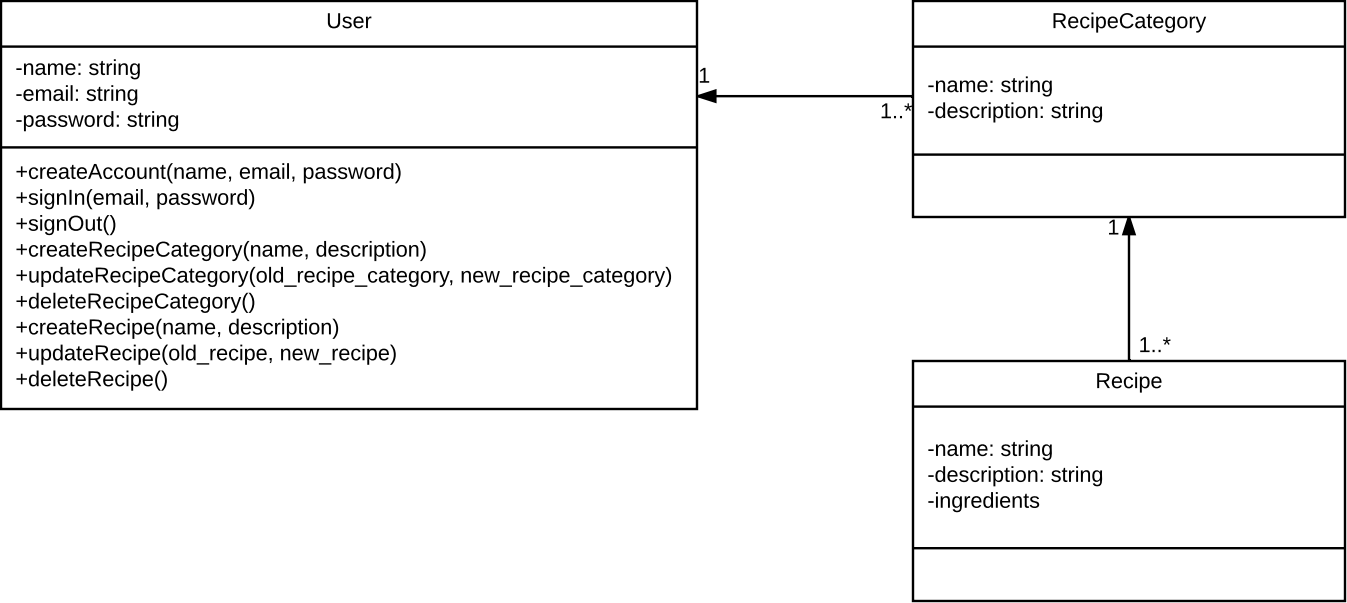 User
-name: string
-email: string
-password: string
+createAccount(name, email, password)
+signIn(email, password)
+signOut()
+createRecipeCategory(name, description)
+updateRecipeCategory(old_recipe_category, new_recipe_category)
+deleteRecipeCategory()
+createRecipe(name, description)
+updateRecipe(old_recipe, new_recipe)
+deleteRecipe()
1
1..*
RecipeCategory
-name: string
-description: string
1
1..*
Recipe
-name: string
-description: string
-ingredients